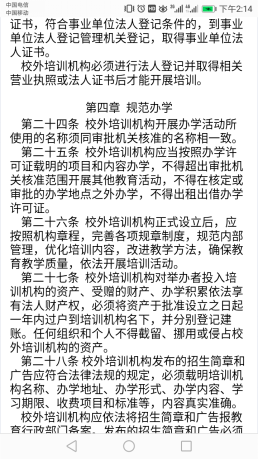 中国电信
中国移动
HD
下午2:14
证书，符合事业单位法人登记条件的，到事业
单位法人登记管理机关登记，取得事业单位法
人证书。
校外培训机构必须进行法人登记并取得相关
营业执照或法人证书后才能开展培训。
第四章 规范办学
第二十四条 校外培训机构开展办学活动所
使用的名称须同审批机关核准的名称相一致。
第二十五条 校外培训机构应当按照办学许
可证载明的项目和内容办学，不得超出审批机
关核准范围开展其他教育活动，不得在核定或
审批的办学地点之外办学，不得出租出借办学
许可证。
第二十六条 校外培训机构正式设立后，应
按照机构章程，完善各项规章制度，规范内部
管理，优化培训内容，改进教学方法，确保教
育教学质量，依法开展培训活动。
第二十七条 校外培训机构对举办者投入培
训机构的资产、受赠的财产、办学积累依法享
有法人财产权，必须将资产于批准设立之日起
一年内过户到培训机构名下，并分别登记建
账。任何组织和个人不得截留、挪用或侵占校
外培训机构的资产。
第二十八条 校外培训机构发布的招生简章和
广告应符合法律法规的规定，必须载明培训机
构名称、办学地址、办学形式、办学内容、学
习期限、收费项目和标准等，内容真实准确。
校外培训机构应依法将招生简章和广告报教
育行政部门备案。发布的招生简章和广告必须